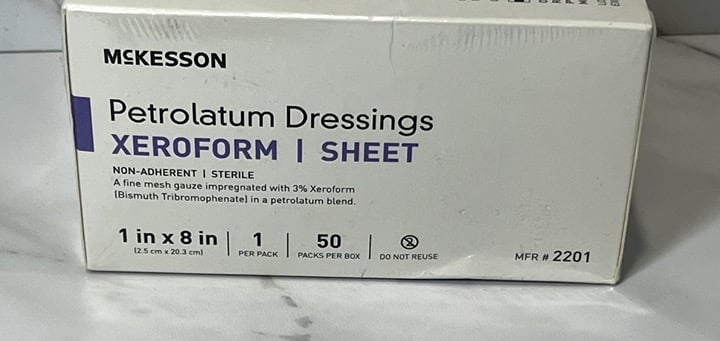 McKESSON
Petrolatum Dressings
XEROFORM | SHEET
NON-ADHERENT | STERILE
A fine mesh gauze impregnated with 3% Xeroform
(Bismuth Tribromophenate) in a petrolatum blend.
1 in x 8 in
(2.5 cm x 20.3 cm)
1
PER PACK
50
PACKS PER BOX
DO NOT REUSE
MFR # 2201